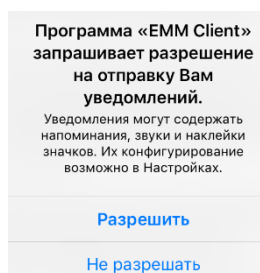 Программа «EMM Client»
запрашивает разрешение
на отправку Вам
уведомлений.
Уведомления могут содержать
напоминания, звуки и наклейки
значков. Их конфигурирование
возможно в Настройках.
Разрешить
Не разрешать